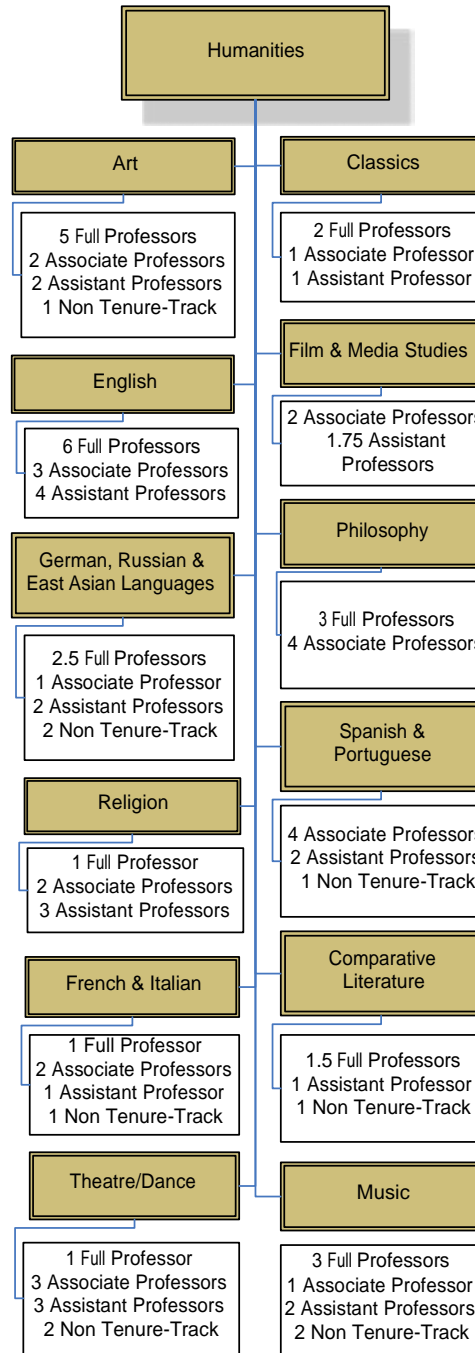 Humanities
Art
5 Full Professors
2 Associate Professors
2 Assistant Professors
1 Non Tenure-Track
English
6 Full Professors
3 Associate Professors
4 Assistant Professors
German, Russian &
East Asian Languages
2.5 Full Professors
1 Associate Professor
2 Assistant Professors
2 Non Tenure-Track
Religion
1 Full Professor
2 Associate Professors
3 Assistant Professors
French & Italian
1 Full Professor
2 Associate Professors
1 Assistant Professor
1 Non Tenure-Track
Theatre/Dance
1 Full Professor
3 Associate Professors
3 Assistant Professors
2 Non Tenure-Track
Classics
2 Full Professors
1 Associate Professor
1 Assistant Professor
Film & Media Studies
2 Associate Professors
1.75 Assistant
Professors
Philosophy
3 Full Professors
4 Associate Professors
Spanish &
Portuguese
4 Associate Professors
2 Assistant Professors
1 Non Tenure-Track
Comparative
Literature
1.5 Full Professors
1 Assistant Professor
1 Non Tenure-Track
Music
3 Full Professors
1 Associate Professor
2 Assistant Professors
2 Non Tenure-Track